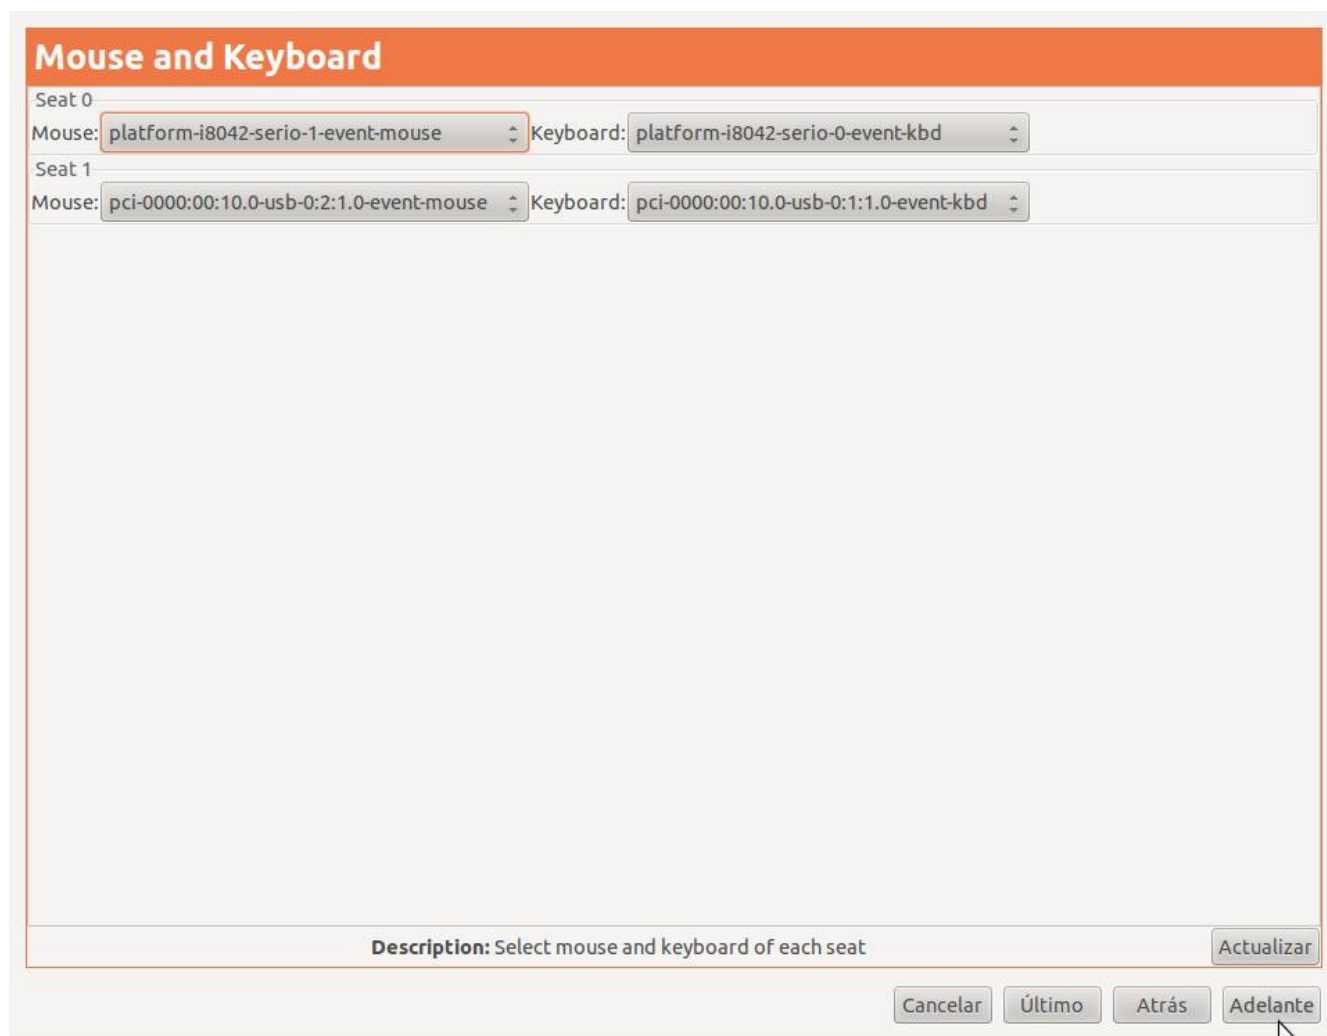 Mouse and Keyboard
Seat 0
Mouse: platform-i8042-serio-1-event-mouse Keyboard: platform-i8042-serio-0-event-kbd
Seat 1
Mouse: pci-0000:00:10.0-usb-0:2:1.0-event-mouse Keyboard: pci-0000:00:10.0-usb-0:1:1.0-event-kbd
Description: Select mouse and keyboard of each seat Actualizar
Cancelar Último Atrás Adelante